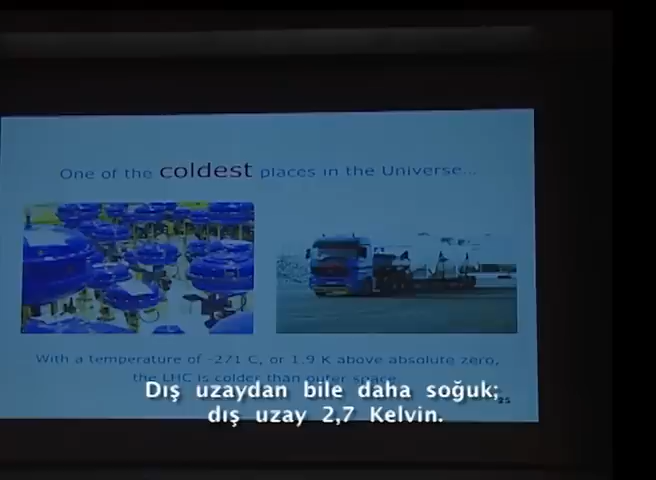 One of the coldest places in the Universe...
With a temperature of -271 C, or 1.9 K above absolute zero,
the LHC is colder than outer space
25
Dış uzaydan bile daha soğuk;
dış uzay 2,7 Kelvin.